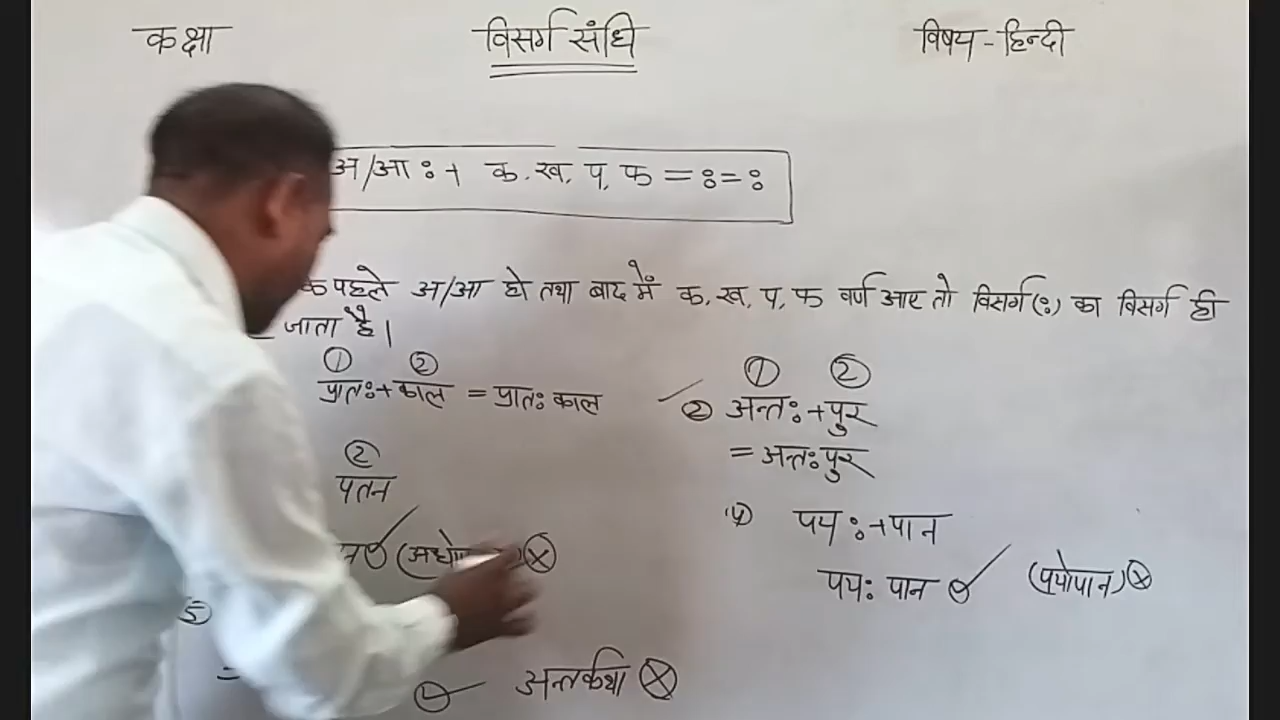 कक्षा
विसर्ग संधि
विषय - हिन्दी
अ/आ ः + क, ख, प, फ = ः = ः
पहले अ/आ हो तथा बाद में क, ख, प, फ वर्ण आए तो विसर्ग (ः) का विसर्ग ही
जाता है।
① ②
प्रातः + काल = प्रातः काल
① ②
② अन्तः + पुर
= अन्तः पुर
②
पतन
पयः + पान
पयः पान (पयोपान)
5
=
अन्तर्कथा